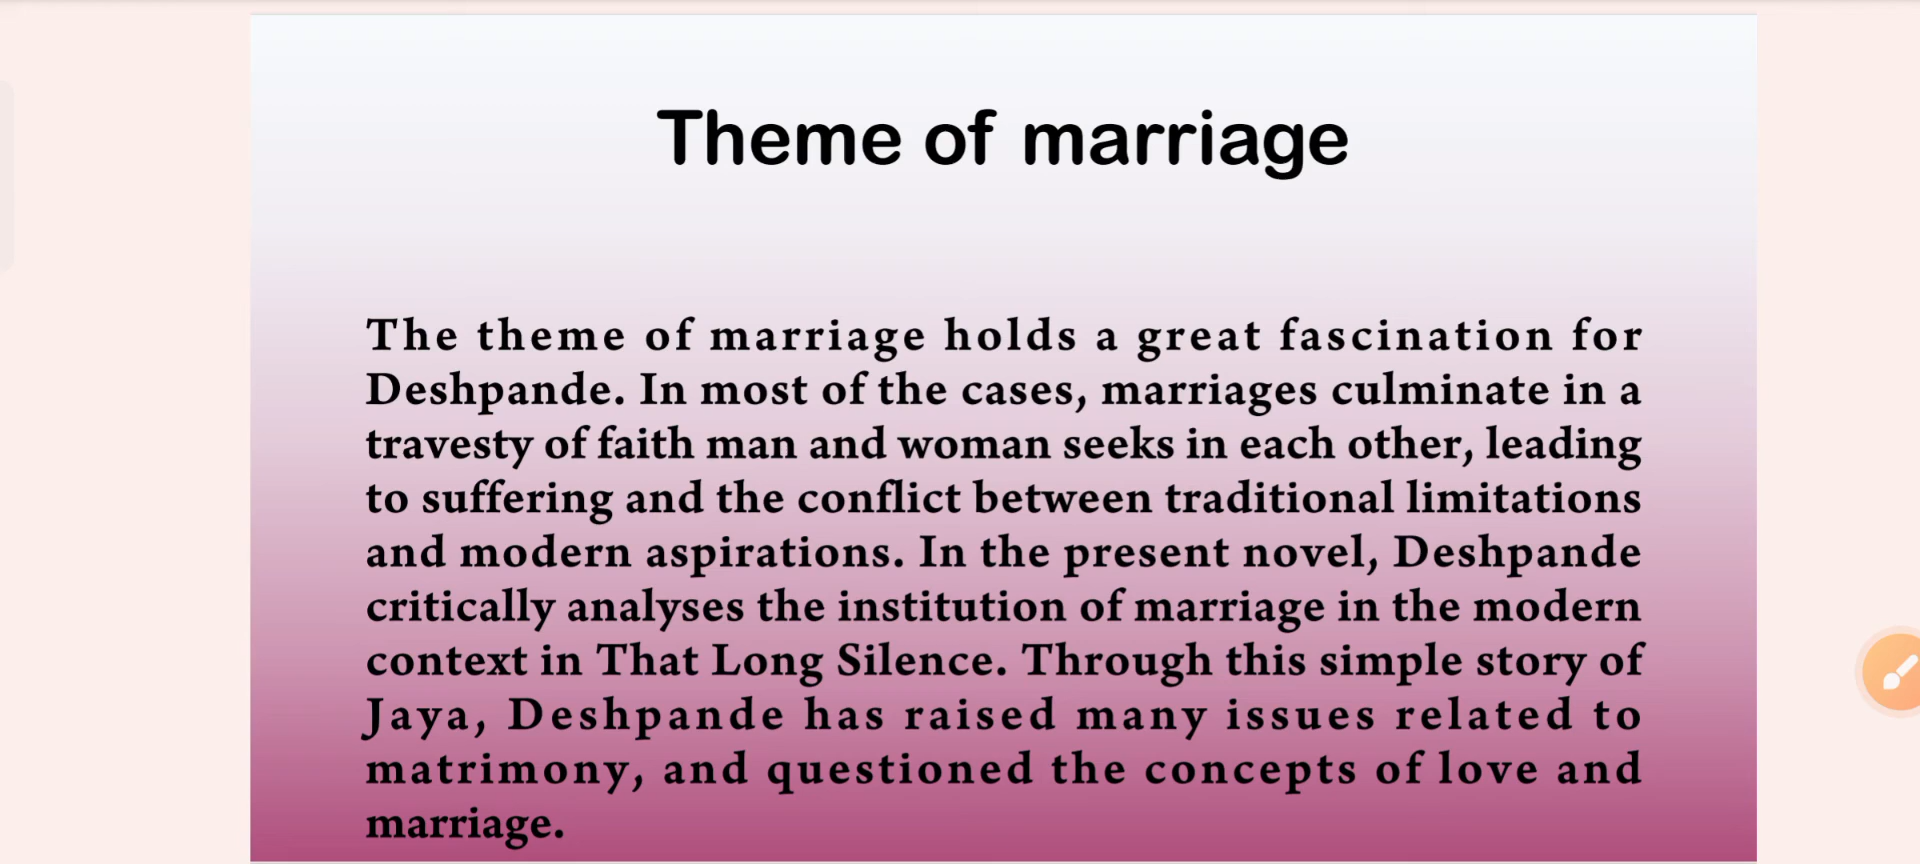 Theme of marriage
The theme of marriage holds a great fascination for
Deshpande. In most of the cases, marriages culminate in a
travesty of faith man and woman seeks in each other, leading
to suffering and the conflict between traditional limitations
and modern aspirations. In the present novel, Deshpande
critically analyses the institution of marriage in the modern
context in That Long Silence. Through this simple story of
Jaya, Deshpande has raised many issues related to
matrimony, and questioned the concepts of love and
marriage.